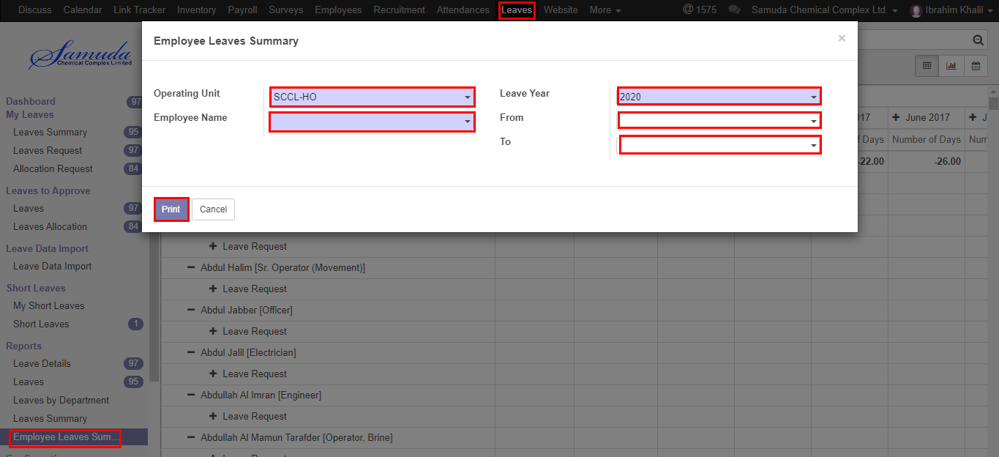 Discuss Calendar Link Tracker Inventory Payroll Surveys Employees Recruitment Attendances Leaves Website More @ 1575 Samuda Chemical Complex Ltd. Ibrahim Khalil
Samuda
Chemical Complex Limited
Employee Leaves Summary ×
Operating Unit SCCL-HO Leave Year 2020
Employee Name From
To
Print Cancel
Dashboard 97
My Leaves
Leaves Summary 95
Leaves Request 97
Allocation Request 84
Leaves to Approve
Leaves 97
Leaves Allocation 84
Leave Data Import
Leave Data Import
Short Leaves
My Short Leaves
Short Leaves 1
Reports
Leave Details 97
Leaves 95
Leaves by Department
Leaves Summary
Employee Leaves Sum...
17 June 2017 J
f Days Number of Days Num
-22.00 -26.00
Leave Request
Abdul Halim [Sr. Operator (Movement)]
Leave Request
Abdul Jabber [Officer]
Leave Request
Abdul Jalil [Electrician]
Leave Request
Abdullah Al Imran [Engineer]
Leave Request
Abdullah Al Mamun Tarafder [Operator, Brine]